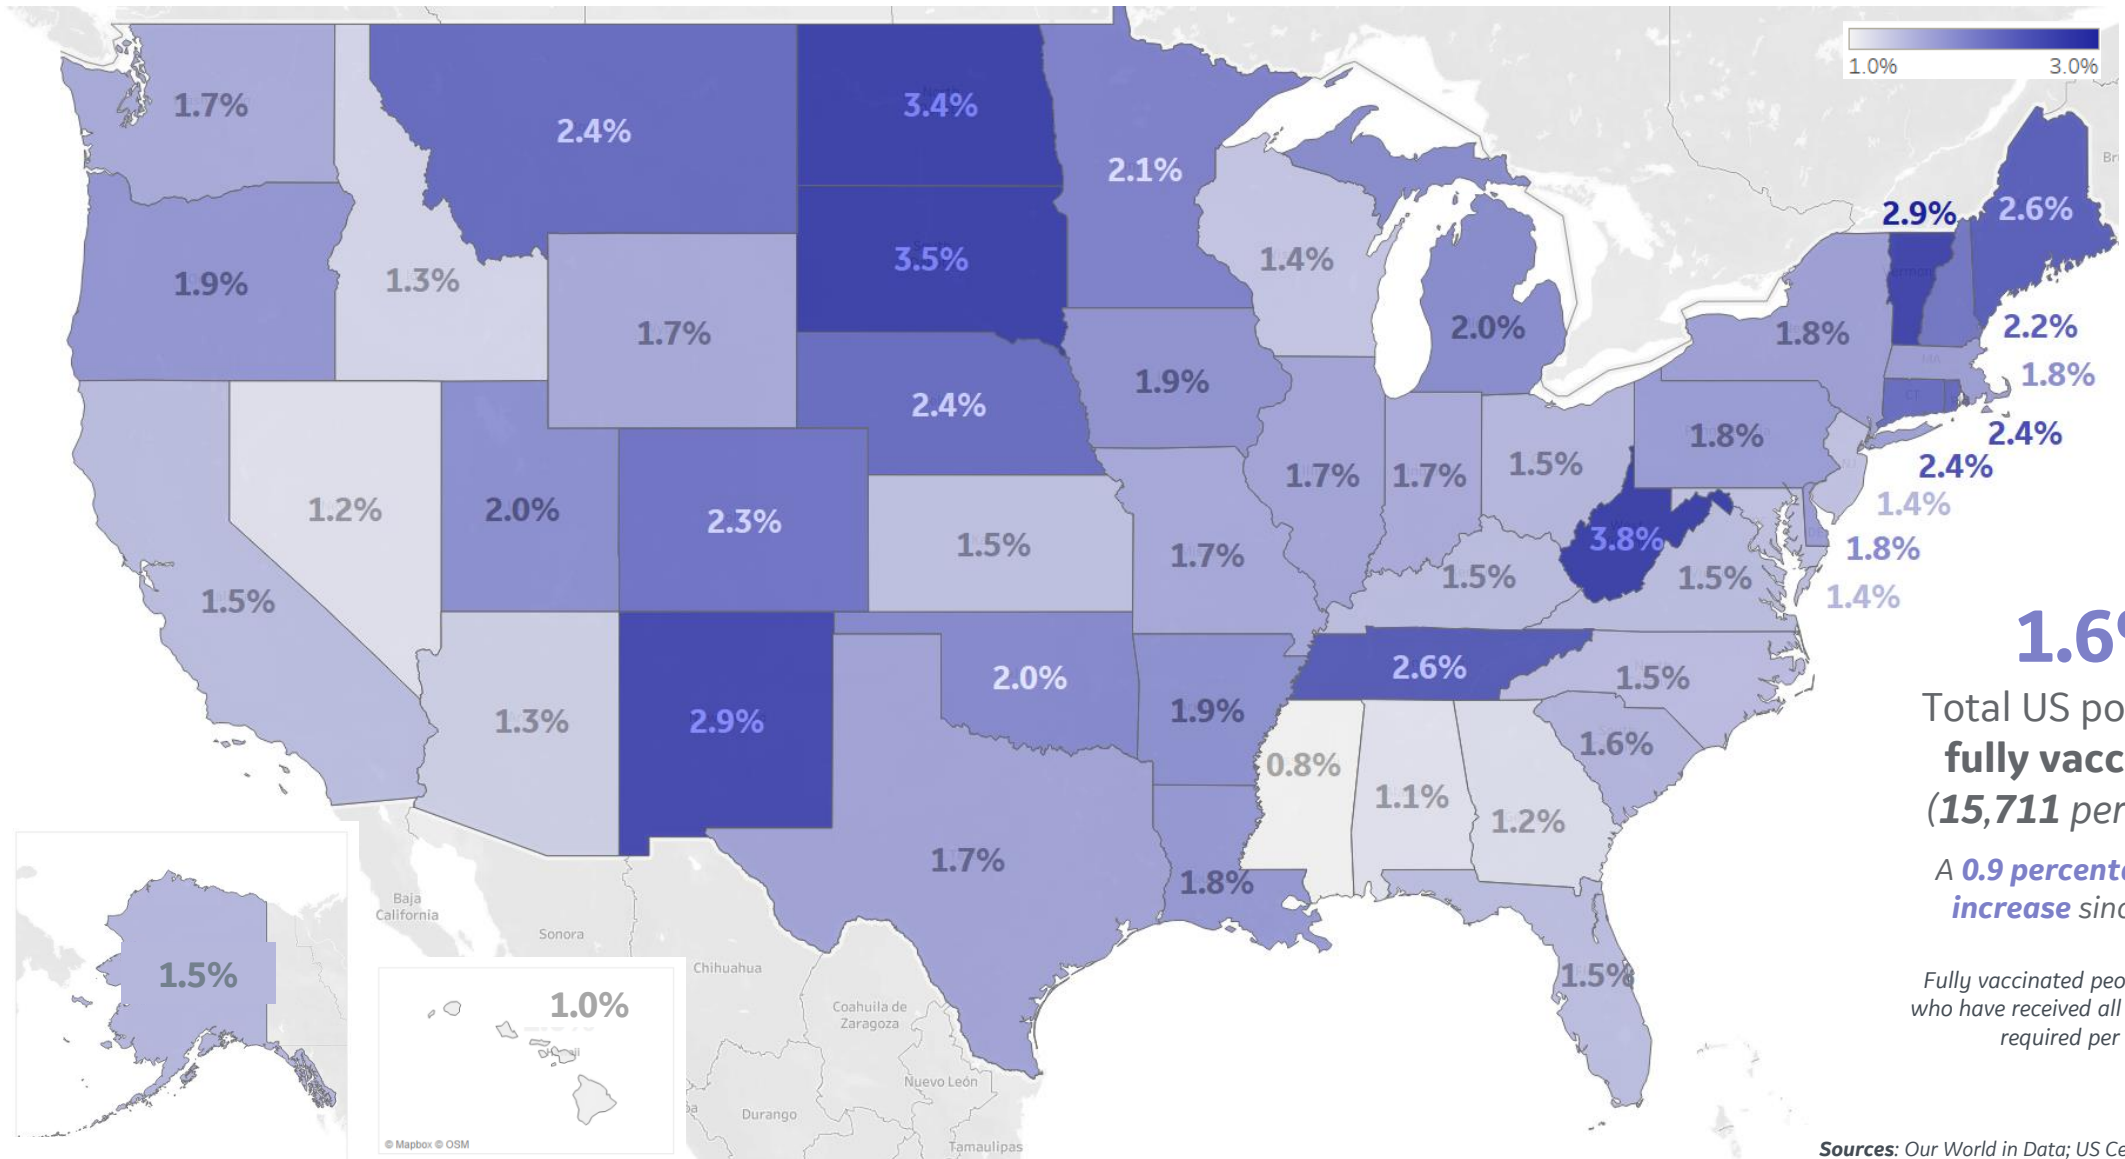 1.0% 3.0%
1.7%
2.4%
3.4%
2.1%
2.9%
2.6%
1.9%
1.3%
1.7%
3.5%
1.4%
2.0%
1.8%
2.2%
1.8%
2.4%
2.4%
1.4%
1.8%
1.4%
2.4%
1.9%
1.8%
1.2%
2.0%
2.3%
1.5%
1.7%
1.7%
1.7%
1.5%
3.8%
1.5%
1.5%
1.5%
1.3%
2.9%
2.0%
1.9%
2.6%
1.5%
1.6%
0.8%
1.1%
1.2%
1.7%
1.8%
1.5%
1.5%
1.0%
MA
CT
NJ
Baja
California
Sonora
Chihuahua
Coahuila de
Zaragoza
Nuevo León
Durango
Tamaulipas
© Mapbox © OSM
1.6%
Total US po
fully vacc
(15,711 per
A 0.9 percent
increase sinc
Fully vaccinated peo
who have received all
required per
Sources: Our World in Data; US Ce